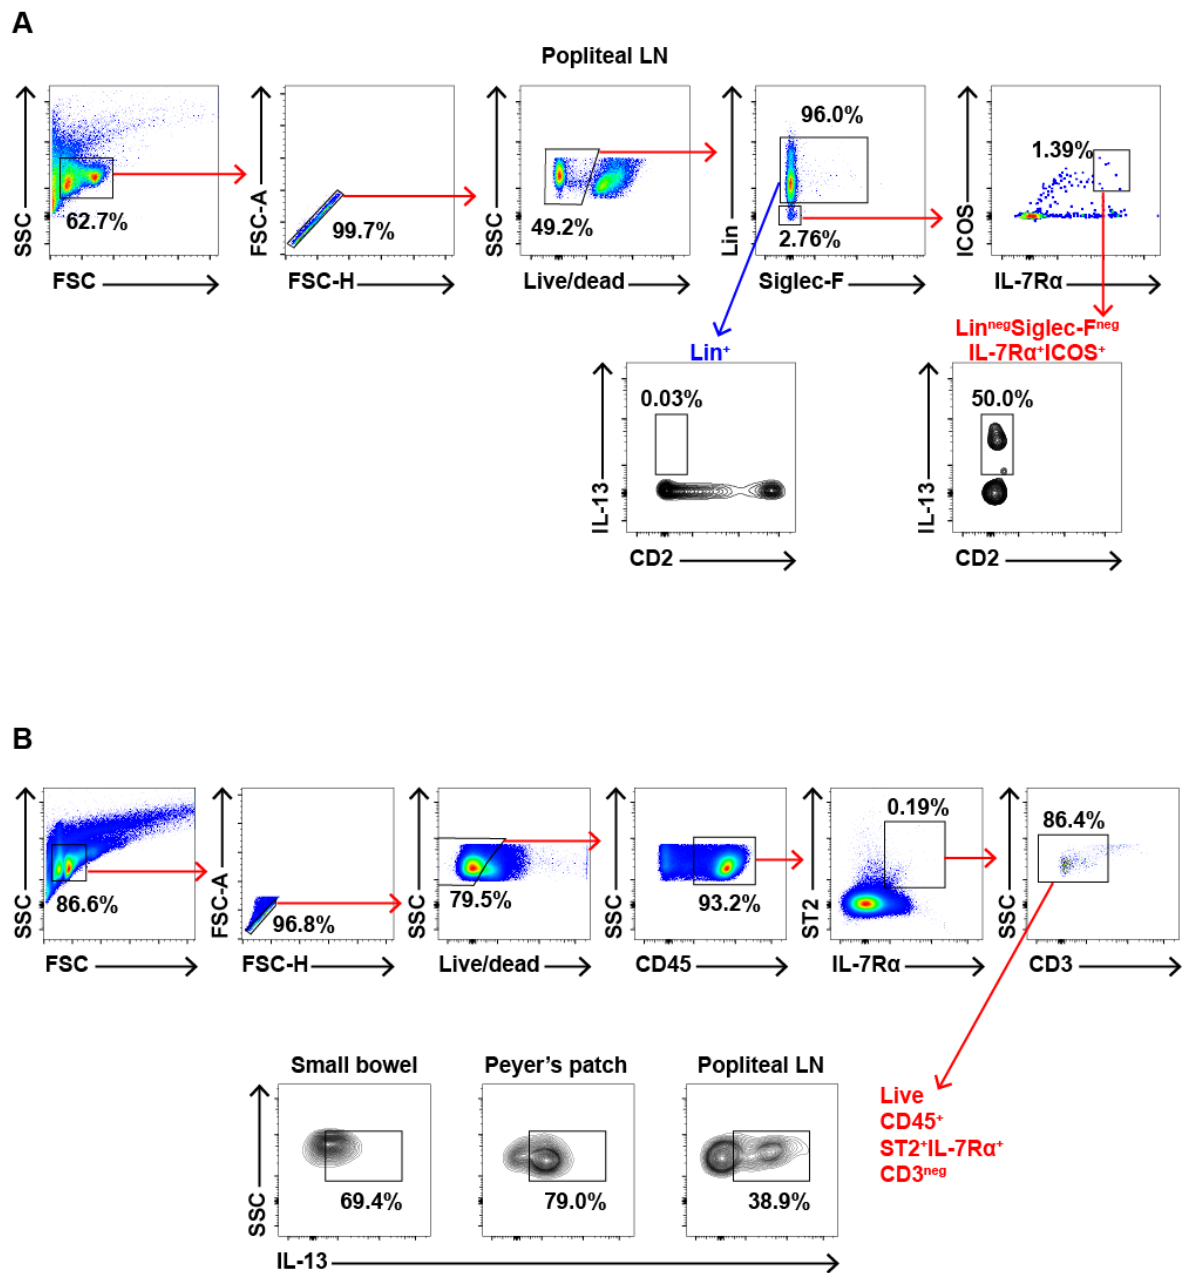 A
Popliteal LN
SSC
62.7%
FSC
FSC-A
99.7%
FSC-H
SSC
49.2%
Live/dead
Lin
96.0%
2.76%
Siglec-F
ICOS
1.39%
IL-7Rα
Lin⁺
IL-13
0.03%
CD2
LinⁿᵉᵍSiglec-Fⁿᵉᵍ
IL-7Rα⁺ICOS⁺
IL-13
50.0%
CD2
B
SSC
86.6%
FSC
FSC-A
96.8%
FSC-H
SSC
79.5%
Live/dead
SSC
93.2%
CD45
ST2
0.19%
IL-7Rα
SSC
86.4%
CD3
Live
CD45⁺
ST2⁺IL-7Rα⁺
CD3ⁿᵉᵍ
Small bowel
Peyer's patch
Popliteal LN
SSC
69.4%
79.0%
38.9%
IL-13